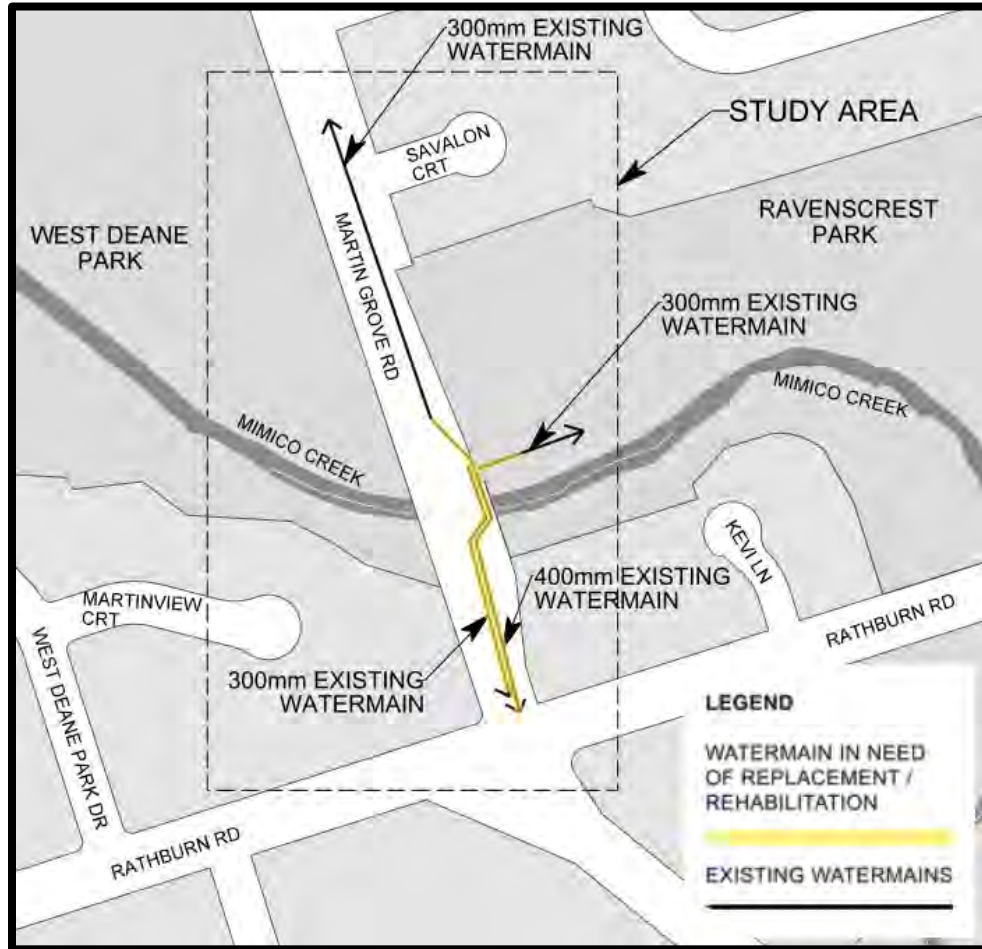 300mm EXISTING
WATERMAIN
STUDY AREA
SAVALON
CRT
WEST DEANE
PARK
RAVENSCREST
PARK
MARTIN GROVE RD
300mm EXISTING
WATERMAIN
MIMICO CREEK
MIMICO CREEK
KEVI LN
400mm EXISTING
WATERMAIN
MARTINVIEW
CRT
RATHBURN RD
WEST DEANE PARK DR
300mm EXISTING
WATERMAIN
RATHBURN RD
LEGEND
WATERMAIN IN NEED
OF REPLACEMENT /
REHABILITATION
EXISTING WATERMAINS